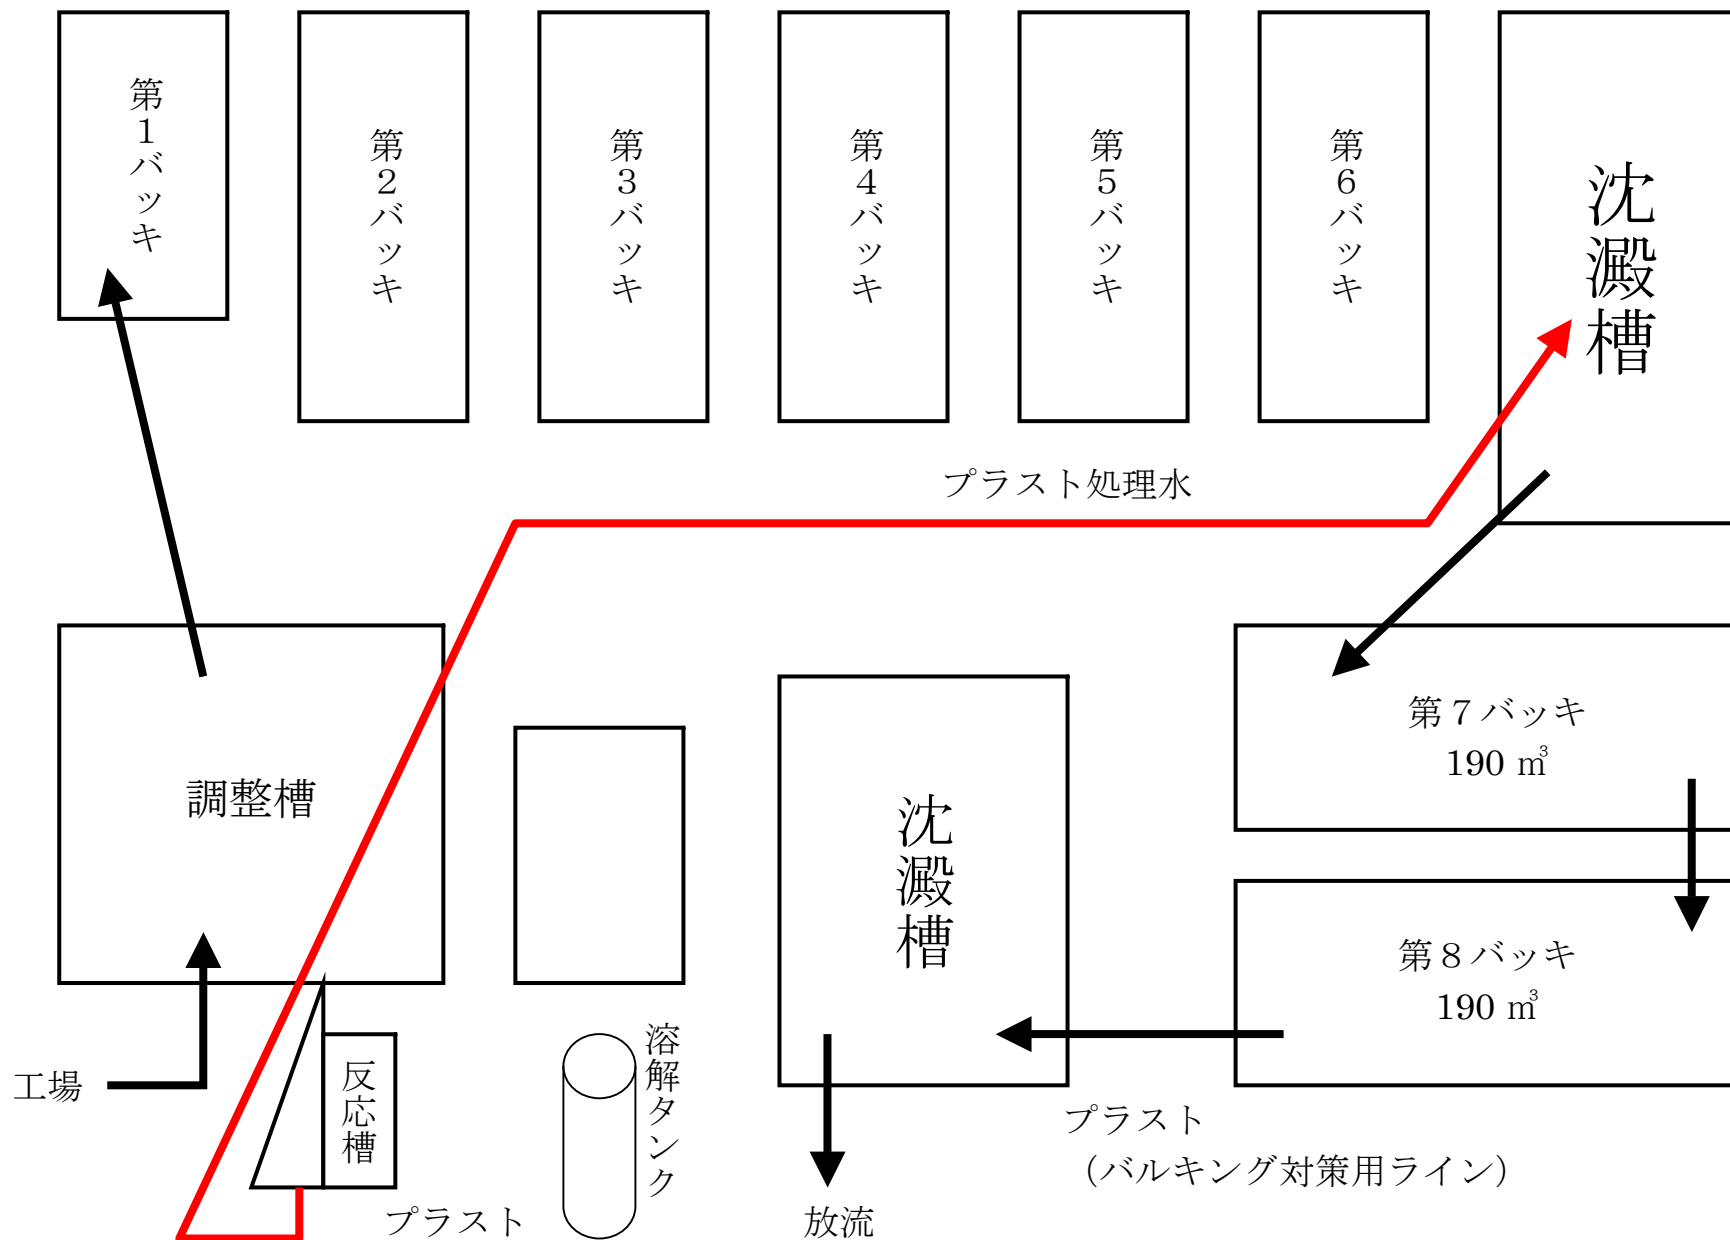 第1バッキ
第2バッキ
第3バッキ
第4バッキ
第5バッキ
第6バッキ
沈澱槽
プラスト処理水
調整槽
沈澱槽
第７バッキ
190 ㎥
第８バッキ
190 ㎥
工場
反応槽
溶解タンク
プラスト
放流
プラスト
（バルキング対策用ライン）